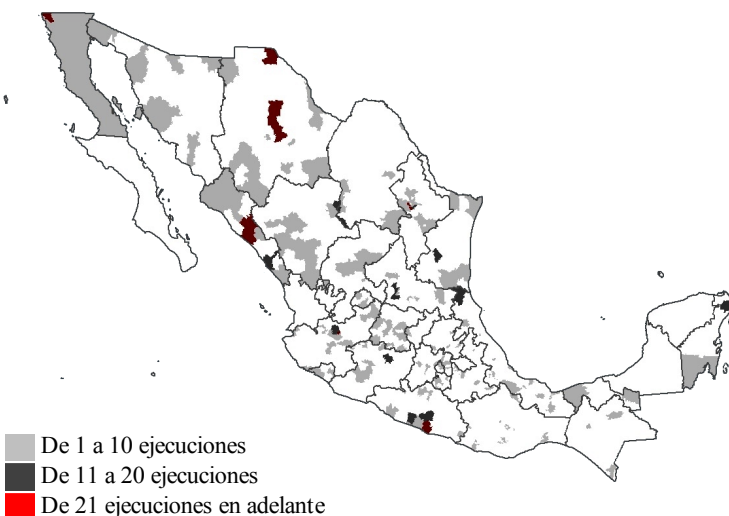 De 1 a 10 ejecuciones
De 11 a 20 ejecuciones
De 21 ejecuciones en adelante